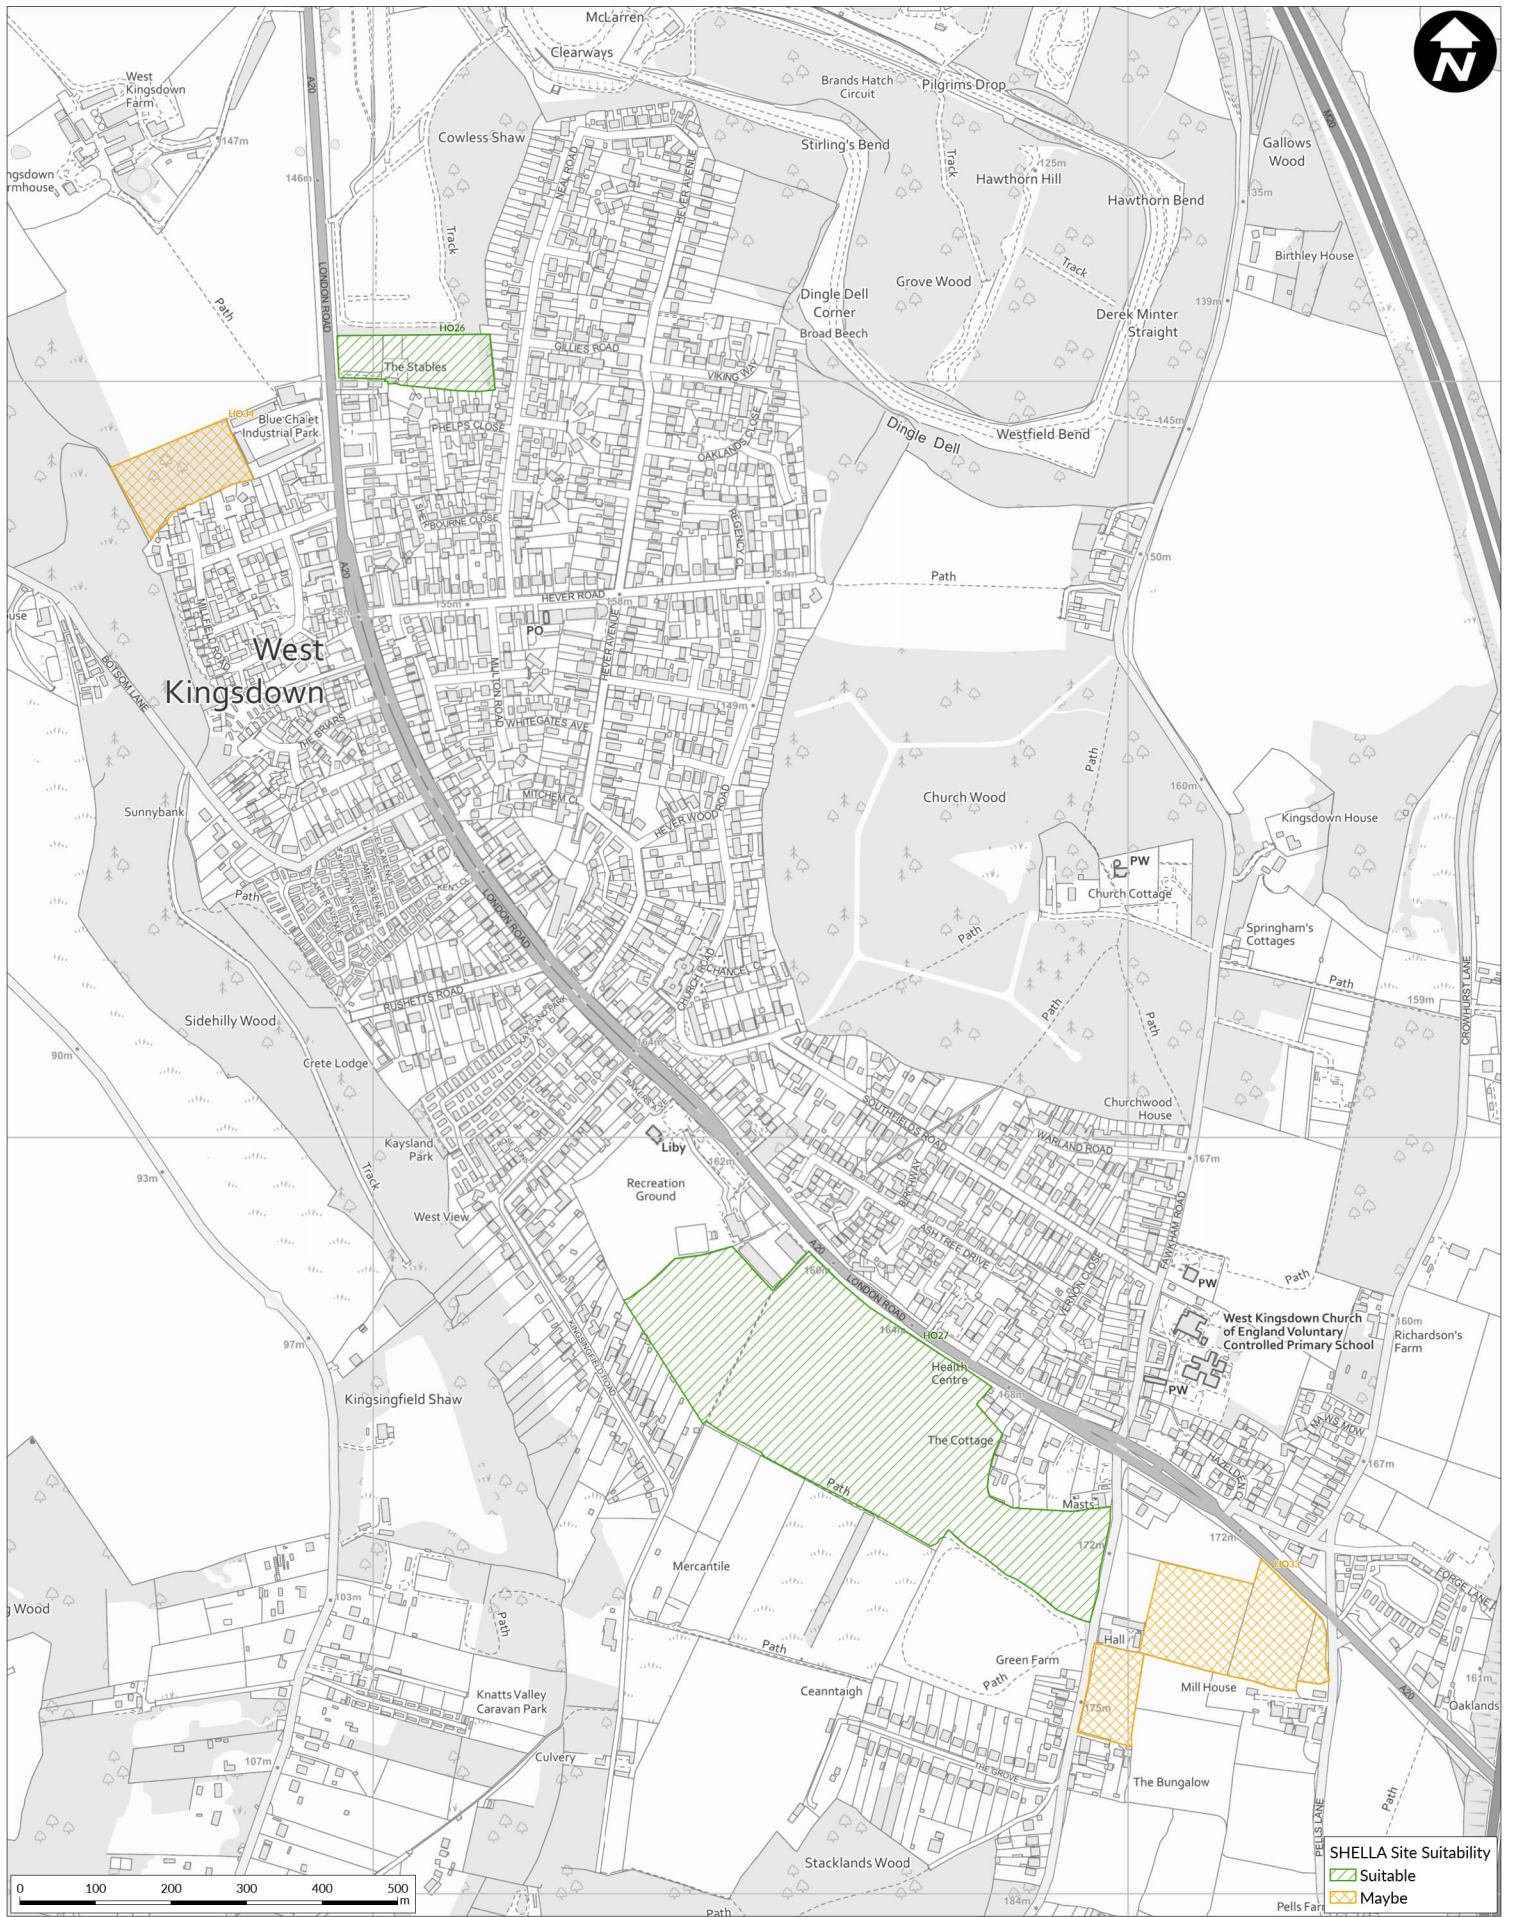 McLarren
Clearways
West
Kingsdown
Farm
A20
Brands Hatch
Circuit
Pilgrims Drop
N
M20
147m
Cowless Shaw
Stirling's Bend
Gallows
Wood
146m
NEAL ROAD
HEVER AVENUE
Track
125m
Hawthorn Hill
135m
Hawthorn Bend
Track
Birthley House
Path
LONDON ROAD
Grove Wood
Track
Dingle Dell
Corner
Broad Beech
139m
Derek Minter
Straight
HO26
GILLIES ROAD
The Stables
VIKING WAY
Blue Chalet
Industrial Park
PHELPS CLOSE
OAKLANDS CLOSE
Dingle Dell
Westfield Bend
145m
BOURNE CLOSE
REGENCY CL
A20
150m
151m
Path
155m
HEVER ROAD
158m
158m
PO
MILLFIELD ROAD
HEVER AVENUE
West
Kingsdown
BOTSOM LANE
MULTON ROAD
149m
WHITEGATES AVE
THE BRIARS
Path
160m
Sunnybank
MITCHEM CL
HEVER WOOD ROAD
Church Wood
Kingsdown House
PW
Church Cottage
Path
LONDON ROAD
Path
Springham's
Cottages
CHURCH ROAD
CHANCEL CL
Path
159m
CROWHURST LANE
RUSHETTS ROAD
Path
Path
Sidehilly Wood
164m
90m
Crete Lodge
SOUTHFIELDS ROAD
Churchwood
House
WARLAND ROAD
Kaysland
Park
Liby
162m
167m
93m
Track
Recreation
Ground
BIRCHWAY
FAWKHAM ROAD
West View
ASH TREE DRIVE
A20
160m
LONDON ROAD
VERNON CLOSE
PW
Path
West Kingsdown Church
of England Voluntary
Controlled Primary School
164m
HO27
160m
Richardson's
Farm
97m
KINGSINGFIELD ROAD
Health
Centre
168m
PW
Kingsingfield Shaw
The Cottage
HAZELDEN C
167m
Path
Masts
172m
172m
Mercantile
HO33
FORGE LANE
103m
Path
Path
Hall
Green Farm
Path
161m
Mill House
Knatts Valley
Caravan Park
Ceanntaigh
175m
A20
Oaklands
107m
Culvery
THE GROVE
The Bungalow
Path
PELLS LANE
Stacklands Wood
184m
Path
0 100 200 300 400 500
m
SHELLA Site Suitability
Suitable
Maybe